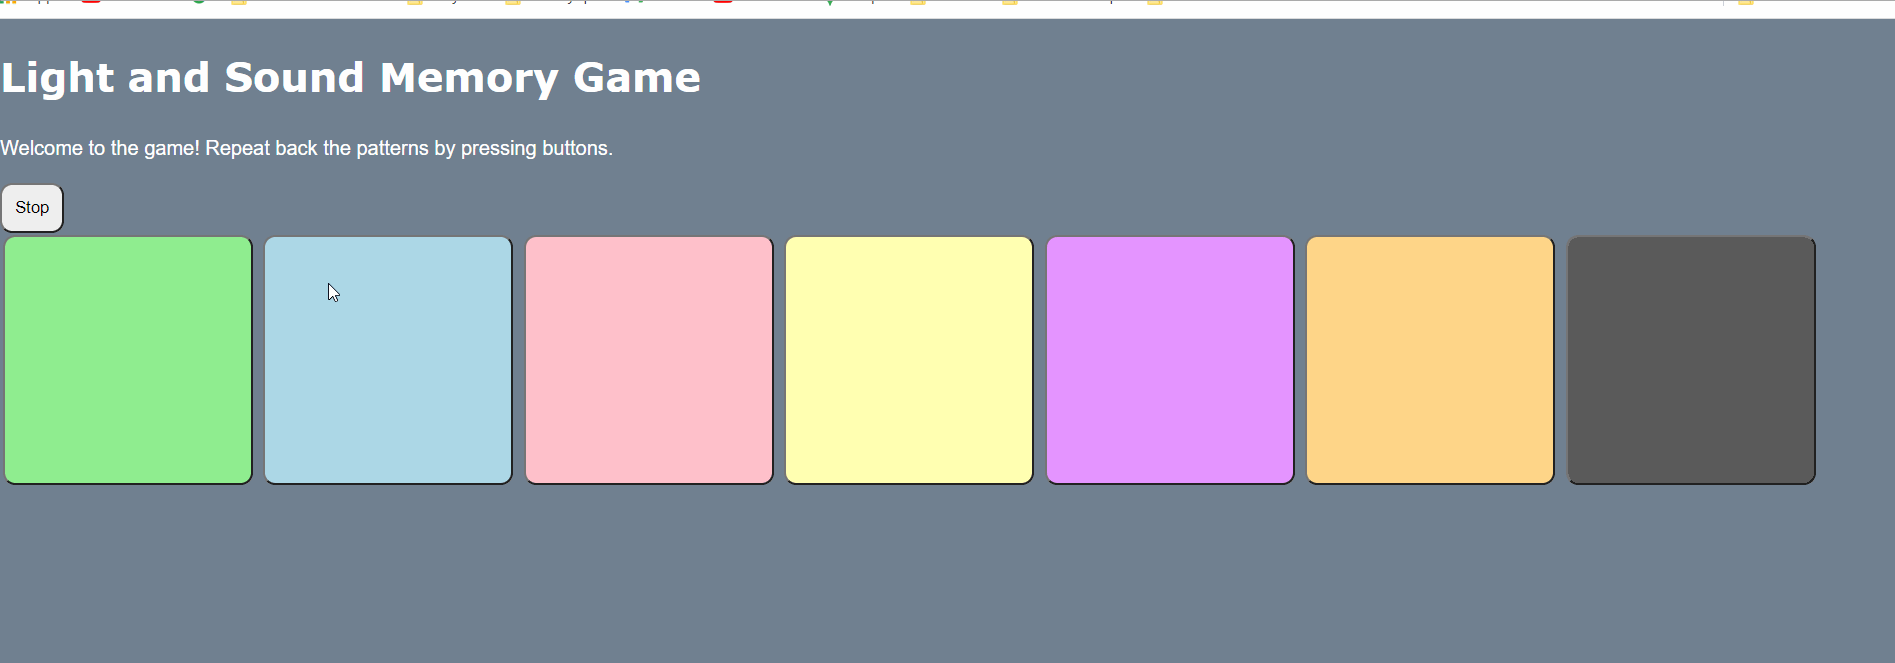 Light and Sound Memory Game
Welcome to the game! Repeat back the patterns by pressing buttons.
Stop